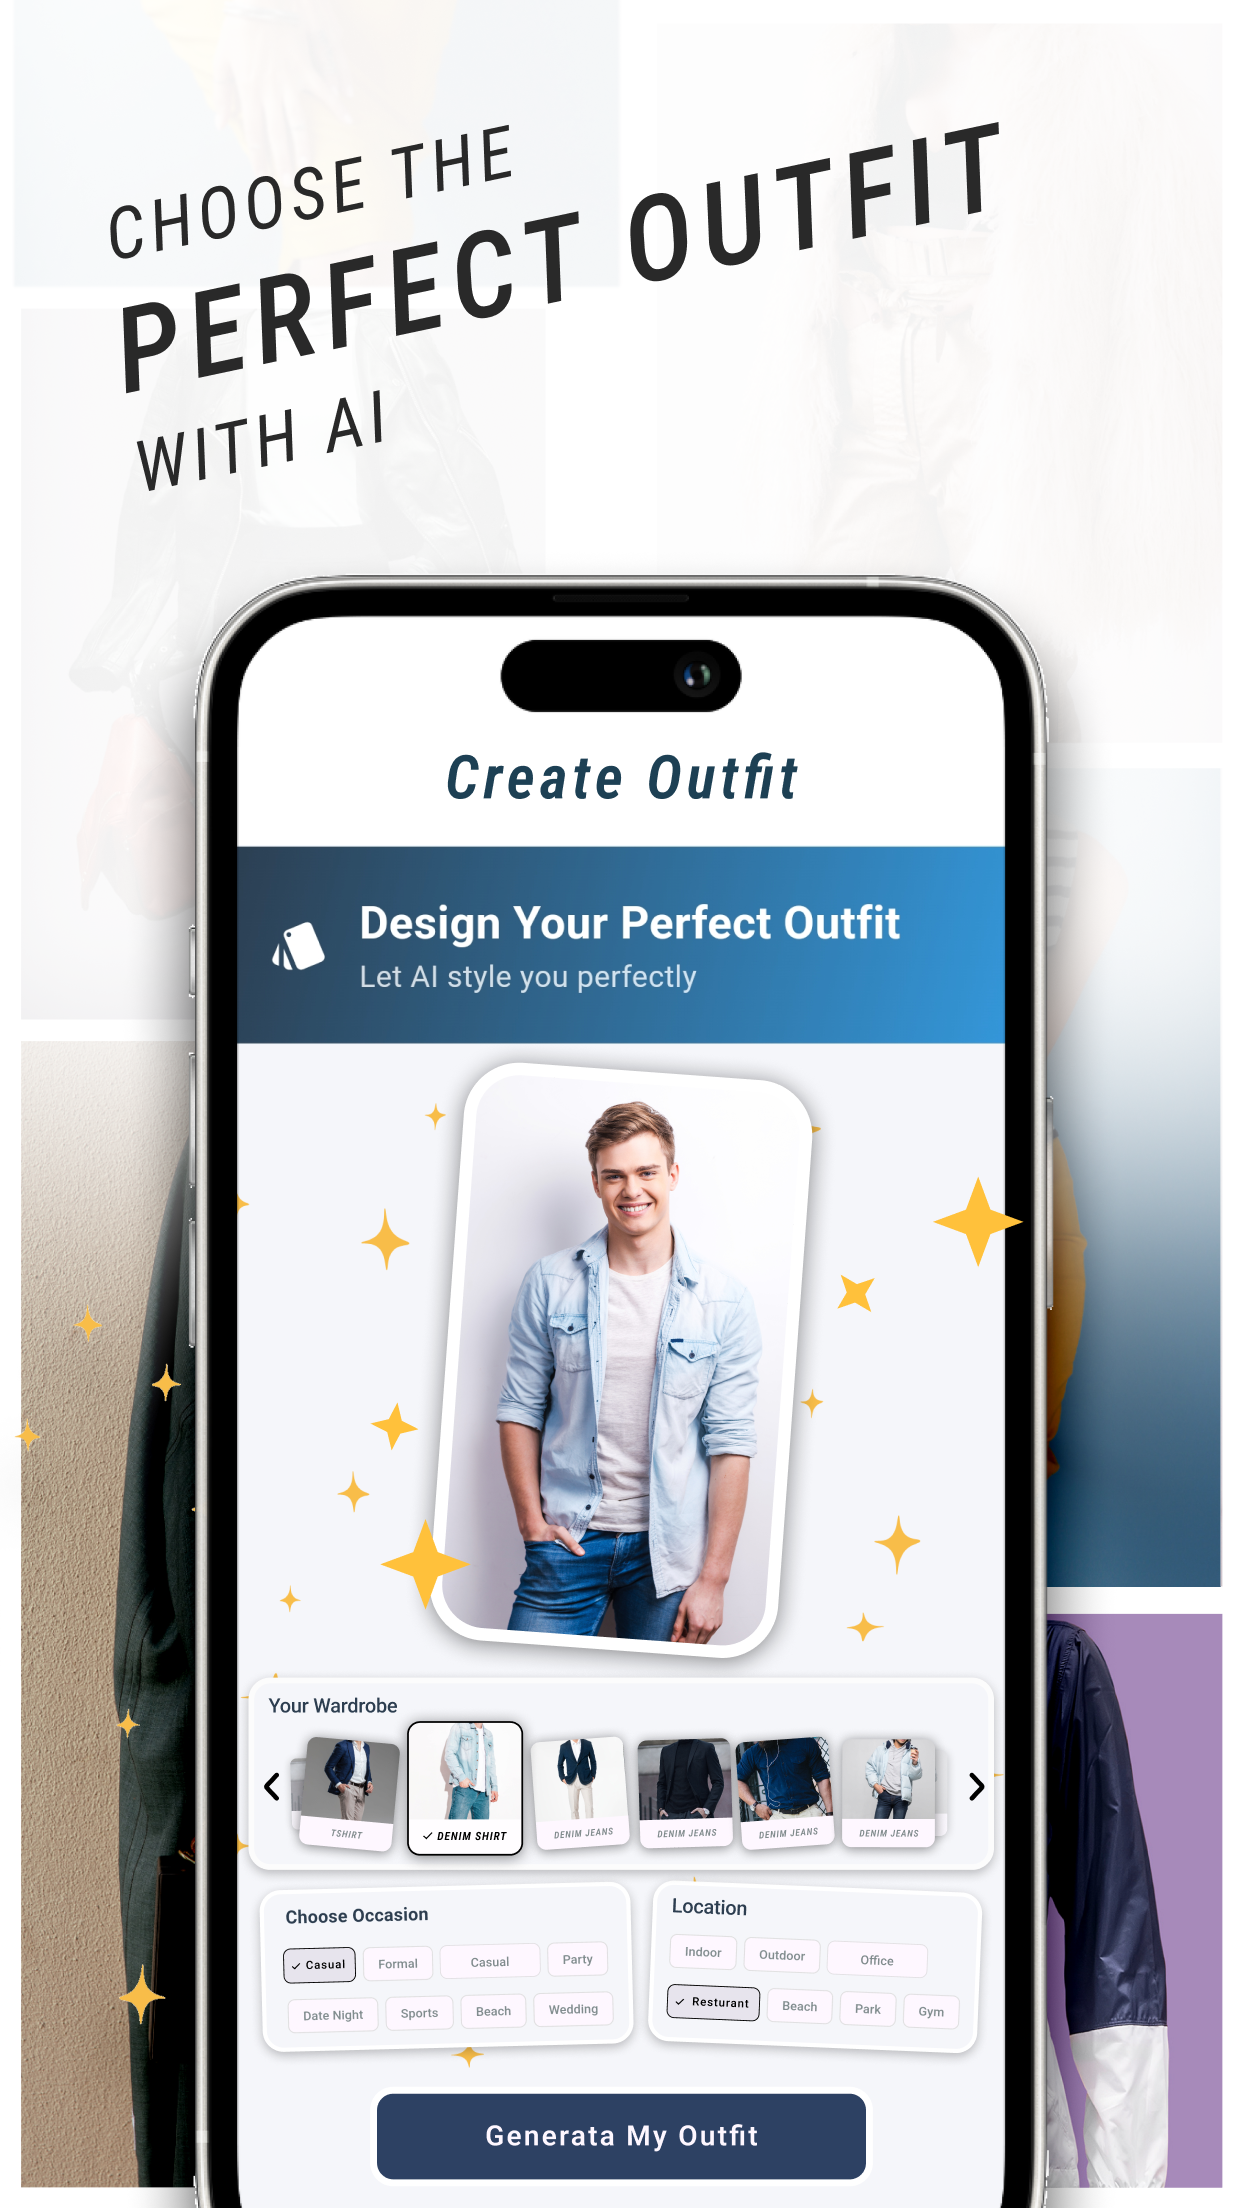 CHOOSE THE
PERFECT OUTFIT
WITH AI
Create Outfit
Design Your Perfect Outfit
Let AI style you perfectly
Your Wardrobe
TSHIRT
DENIM SHIRT
DENIM JEANS
DENIM JEANS
DENIM JEANS
DENIM JEANS
Choose Occasion
Casual Formal Casual Party
Date Night Sports Beach Wedding
Location
Indoor Outdoor Office
Resturant Beach Park Gym
Generata My Outfit